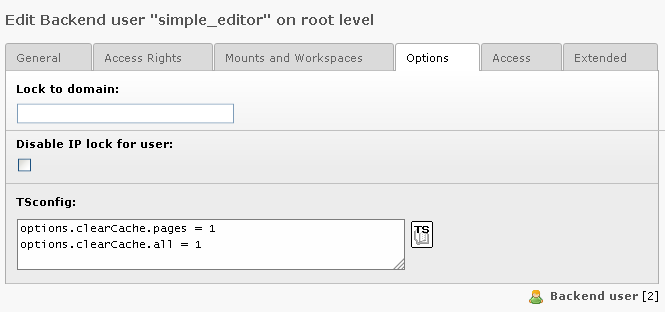 Edit Backend user "simple_editor" on root level
General Access Rights Mounts and Workspaces Options Access Extended
Lock to domain:
Disable IP lock for user:
TSconfig:
options.clearCache.pages = 1
options.clearCache.all = 1
TS
Backend user [2]